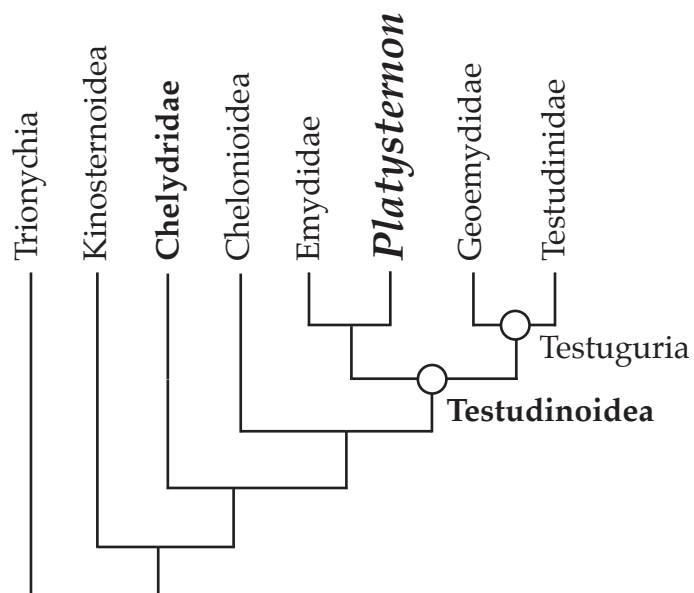 Trionychia
Kinosternoidea
Chelydridae
Chelonioidea
Emydidae
Platysternon
Geoemydidae
Testudinidae
Testuguria
Testudinoidea